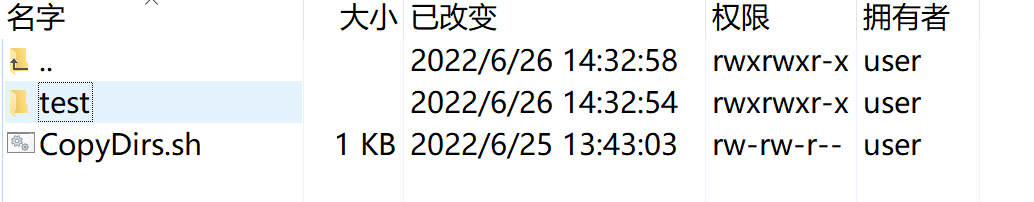 名字 大小 已改变 权限 拥有者
.. 2022/6/26 14:32:58 rwxrwxr-x user
test 2022/6/26 14:32:54 rwxrwxr-x user
CopyDirs.sh 1 KB 2022/6/25 13:43:03 rw-rw-r-- user